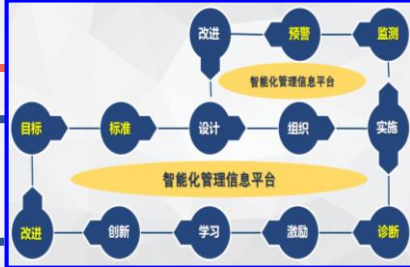 改进 预警 监测
智能化管理信息平台
目标 标准 设计 组织 实施
智能化管理信息平台
改进 创新 学习 激励 诊断